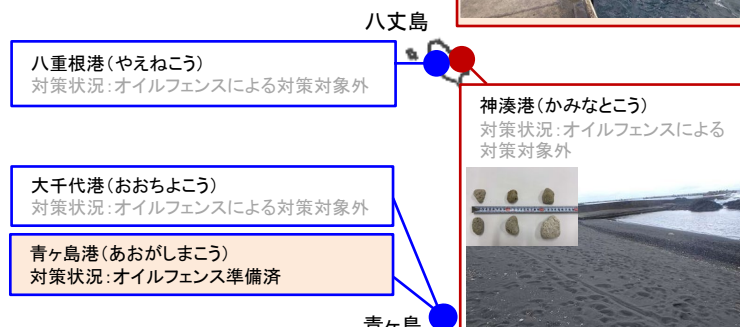 八丈島
八重根港(やえねこう)
対策状況:オイルフェンスによる対策対象外
神湊港(かみなとこう)
対策状況:オイルフェンスによる
対策対象外
大千代港(おおちよこう)
対策状況:オイルフェンスによる対策対象外
青ヶ島港(あおがしまこう)
対策状況:オイルフェンス準備済
青ヶ島